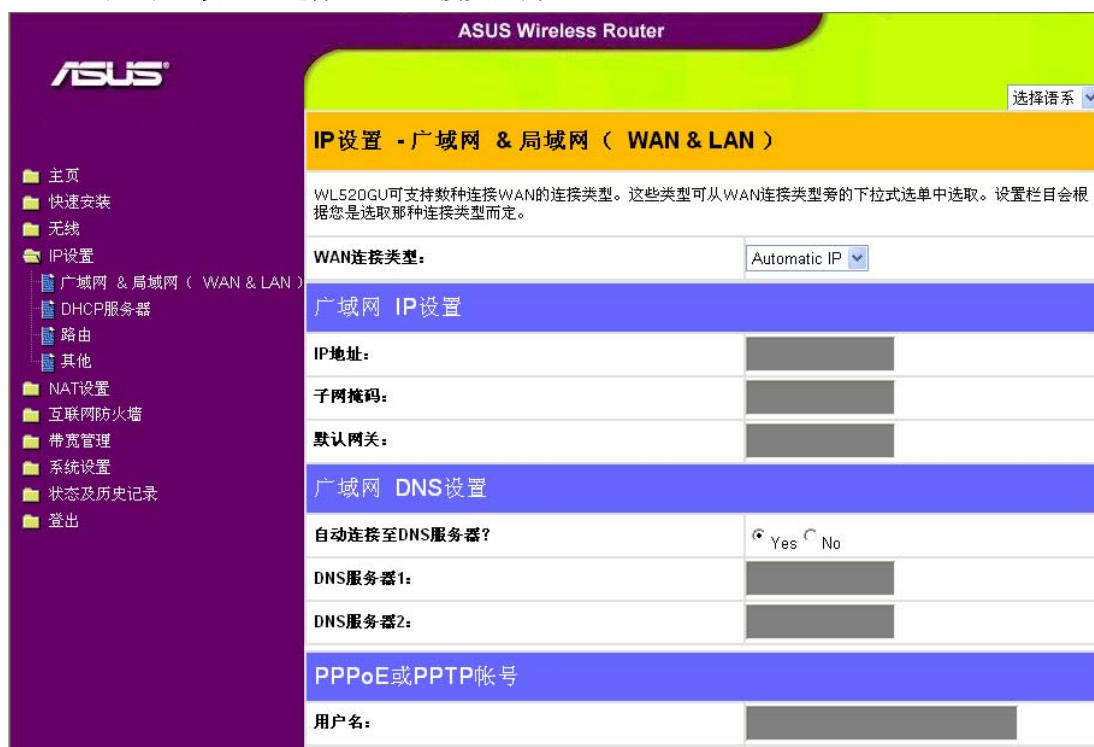 ASUS Wireless Router
ASUS
选择语系
主页
快速安装
无线
IP设置
广域网 & 局域网 ( WAN & LAN )
DHCP服务器
路由
其他
NAT设置
互联网防火墙
带宽管理
系统设置
状态及历史记录
登出
IP设置 - 广域网 & 局域网 ( WAN & LAN )
WL520GU可支持数种连接WAN的连接类型。这些类型可从WAN连接类型旁的下拉式选单中选取。设置栏目会根
据您是选取那种连接类型而定。
WAN连接类型: Automatic IP
广域网 IP设置
IP地址:
子网掩码:
默认网关:
广域网 DNS设置
自动连接至DNS服务器? Yes No
DNS服务器1:
DNS服务器2:
PPPoE或PPTP帐号
用户名: